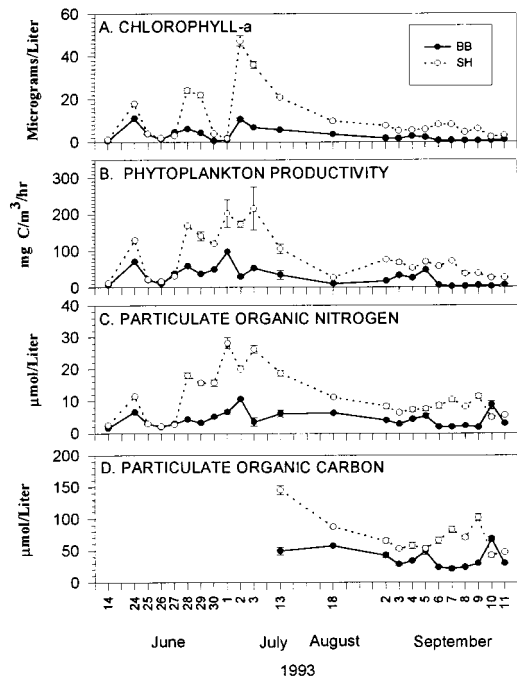 A. CHLOROPHYLL-a
BB
SH
Micrograms/Liter
60
40
20
0
B. PHYTOPLANKTON PRODUCTIVITY
mg C/m³/hr
300
200
100
0
C. PARTICULATE ORGANIC NITROGEN
µmol/Liter
40
30
20
10
0
D. PARTICULATE ORGANIC CARBON
µmol/Liter
200
150
100
50
0
14 24 25 26 27 28 29 30 1 2 3 13 18 2 3 4 5 6 7 8 9 10 11
June July August September
1993